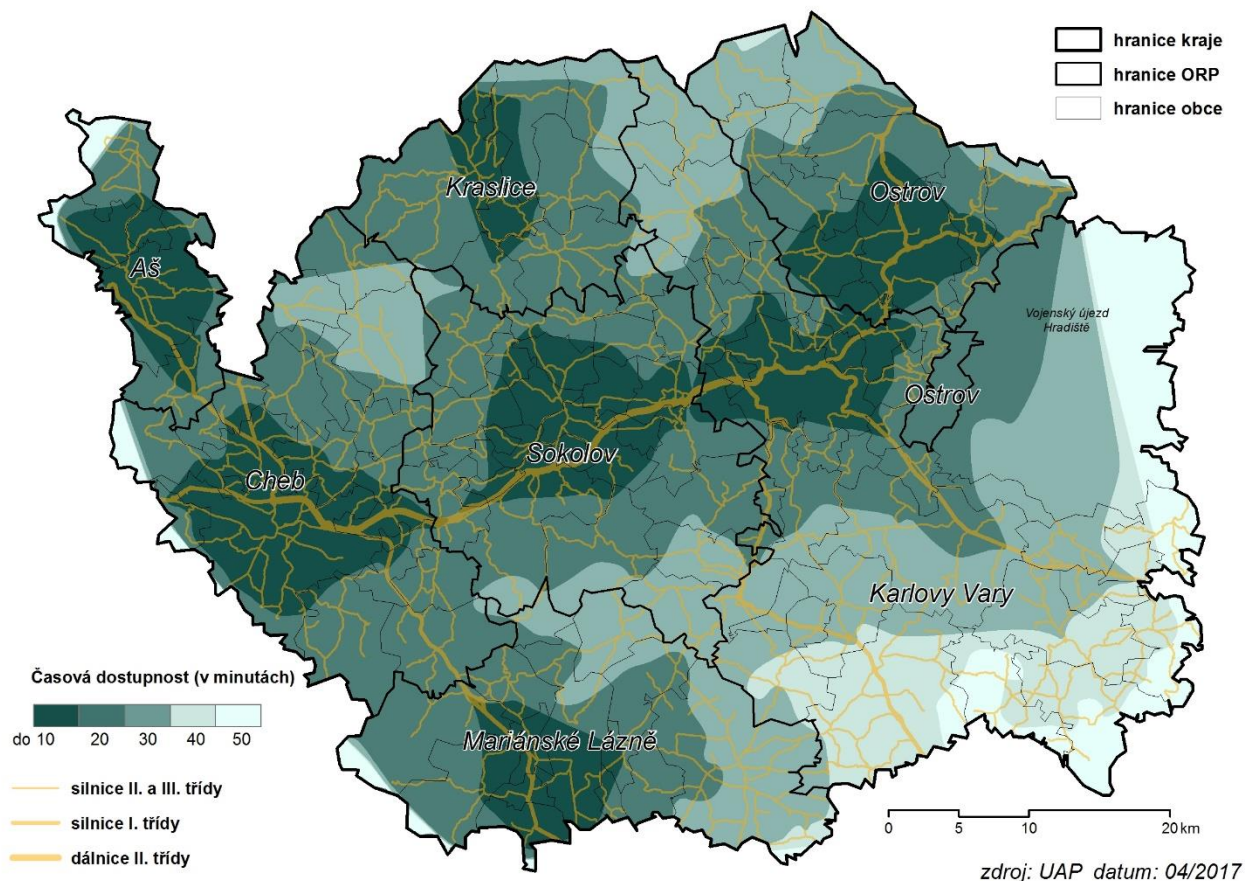 hranice kraje
hranice ORP
hranice obce
Kraslice
Ostrov
Aš
Vojenský újezd
Hradiště
Ostrov
Sokolov
Cheb
Karlovy Vary
Mariánské Lázně
Časová dostupnost (v minutách)
do 10 20 30 40 50
silnice II. a III. třídy
silnice I. třídy
dálnice II. třídy
0 5 10 20 km
zdroj: UAP datum: 04/2017